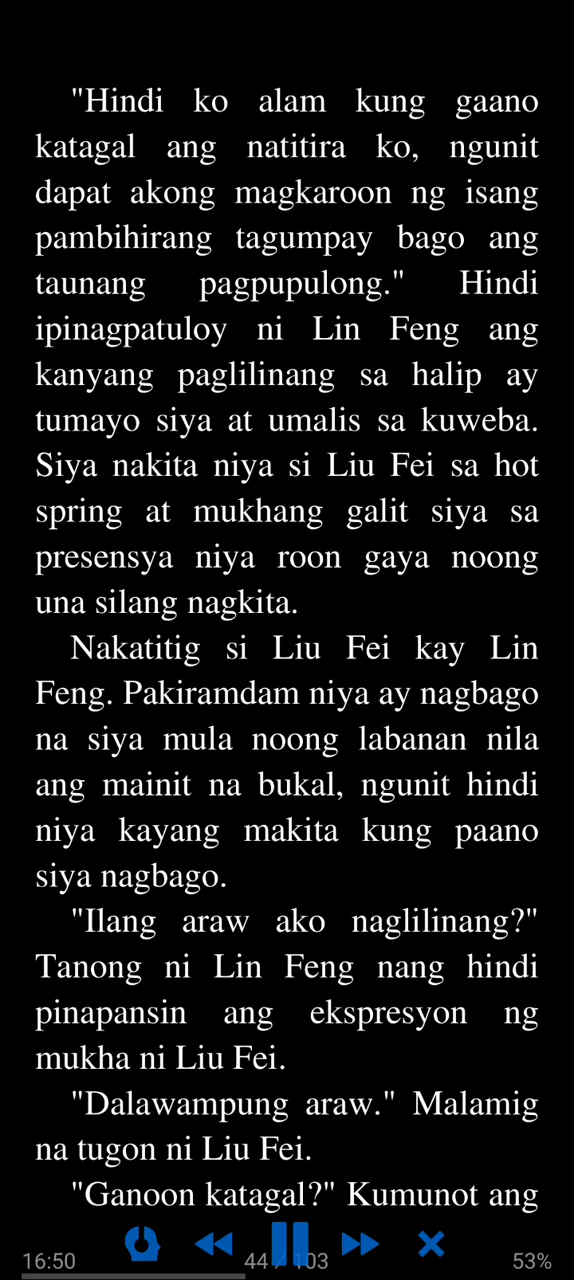 "Hindi ko alam kung gaano
katagal ang natitira ko, ngunit
dapat akong magkaroon ng isang
pambihirang tagumpay bago ang
taunang pagpupulong." Hindi
ipinagpatuloy ni Lin Feng ang
kanyang paglilinang sa halip ay
tumayo siya at umalis sa kuweba.
Siya nakita niya si Liu Fei sa hot
spring at mukhang galit siya sa
presensya niya roon gaya noong
una silang nagkita.
Nakatitig si Liu Fei kay Lin
Feng. Pakiramdam niya ay nagbago
na siya mula noong labanan nila
ang mainit na bukal, ngunit hindi
niya kayang makita kung paano
siya nagbago.
"Ilang araw ako naglilinang?"
Tanong ni Lin Feng nang hindi
pinapansin ang ekspresyon ng
mukha ni Liu Fei.
"Dalawampung araw." Malamig
na tugon ni Liu Fei.
"Ganoon katagal?" Kumunot ang
16:50 44 / 103 53%